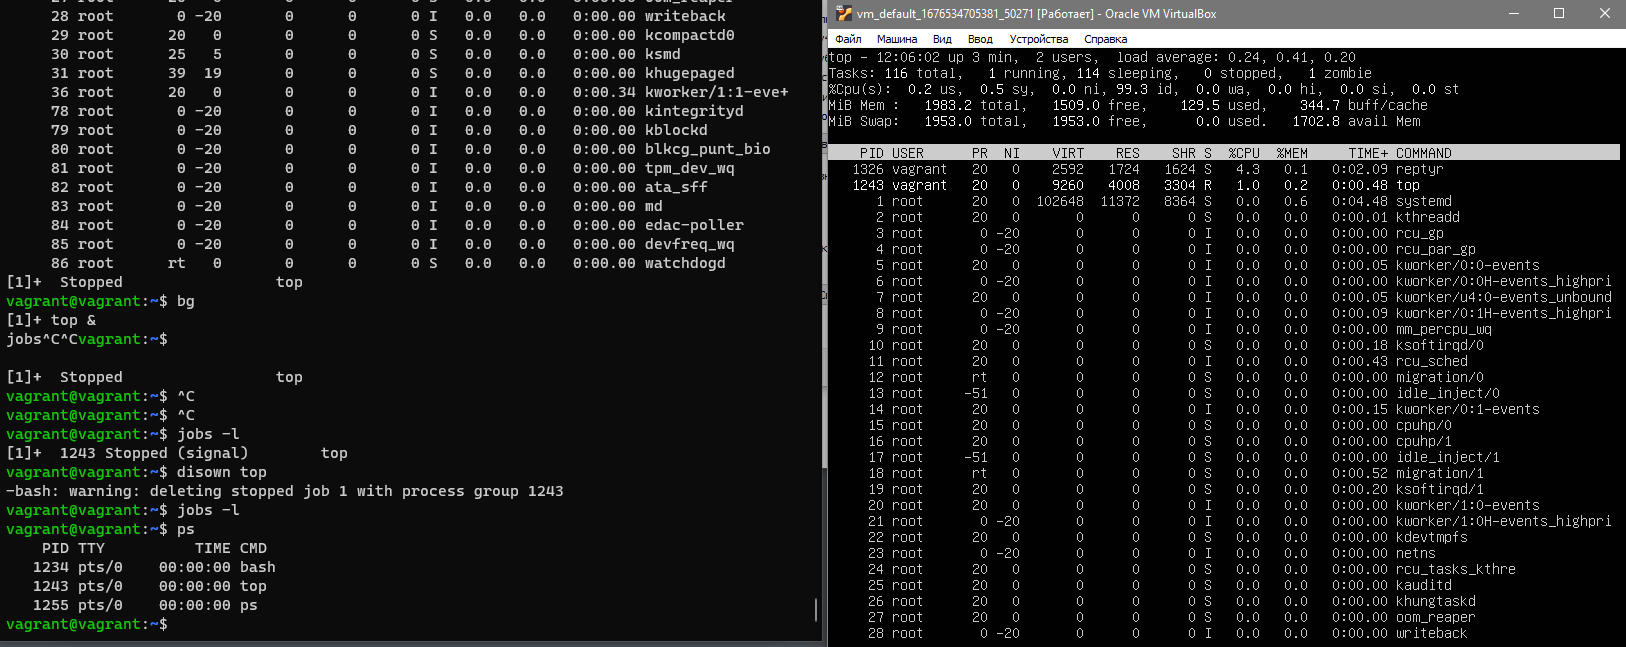 28 root 0 -20 0 0 0 I 0.0 0.0 0:00.00 writeback
29 root 20 0 0 0 0 S 0.0 0.0 0:00.00 kcompactd0
30 root 25 5 0 0 0 S 0.0 0.0 0:00.00 ksmd
31 root 39 19 0 0 0 S 0.0 0.0 0:00.00 khugepaged
36 root 20 0 0 0 0 I 0.0 0.0 0:00.34 kworker/1:1-eve+
78 root 0 -20 0 0 0 I 0.0 0.0 0:00.00 kintegrityd
79 root 0 -20 0 0 0 I 0.0 0.0 0:00.00 kblockd
80 root 0 -20 0 0 0 I 0.0 0.0 0:00.00 blkcg_punt_bio
81 root 0 -20 0 0 0 I 0.0 0.0 0:00.00 tpm_dev_wq
82 root 0 -20 0 0 0 I 0.0 0.0 0:00.00 ata_sff
83 root 0 -20 0 0 0 I 0.0 0.0 0:00.00 md
84 root 0 -20 0 0 0 I 0.0 0.0 0:00.00 edac-poller
85 root 0 -20 0 0 0 I 0.0 0.0 0:00.00 devfreq_wq
86 root rt 0 0 0 0 S 0.0 0.0 0:00.00 watchdogd
[1]+ Stopped top
vagrant@vagrant:~$ bg
[1]+ top &
jobs^C^Cvagrant:~$
[1]+ Stopped top
vagrant@vagrant:~$ ^C
vagrant@vagrant:~$ ^C
vagrant@vagrant:~$ jobs -l
[1]+ 1243 Stopped (signal) top
vagrant@vagrant:~$ disown top
-bash: warning: deleting stopped job 1 with process group 1243
vagrant@vagrant:~$ jobs -l
vagrant@vagrant:~$ ps
PID TTY TIME CMD
1234 pts/0 00:00:00 bash
1243 pts/0 00:00:00 top
1255 pts/0 00:00:00 ps
vagrant@vagrant:~$
vm_default_1676534705381_50271 [Работает] - Oracle VM VirtualBox
Файл Машина Вид Ввод Устройства Справка
top - 12:06:02 up 3 min, 2 users, load average: 0.24, 0.41, 0.20
Tasks: 116 total, 1 running, 114 sleeping, 0 stopped, 1 zombie
%Cpu(s): 0.2 us, 0.5 sy, 0.0 ni, 99.3 id, 0.0 wa, 0.0 hi, 0.0 si, 0.0 st
MiB Mem : 1983.2 total, 1509.0 free, 129.5 used, 344.7 buff/cache
MiB Swap: 1953.0 total, 1953.0 free, 0.0 used. 1702.8 avail Mem
PID USER PR NI VIRT RES SHR S %CPU %MEM TIME+ COMMAND
1326 vagrant 20 0 2592 1724 1624 S 4.3 0.1 0:02.09 reptyr
1243 vagrant 20 0 9260 4008 3304 R 1.0 0.2 0:00.48 top
1 root 20 0 102648 11372 8364 S 0.0 0.6 0:04.48 systemd
2 root 20 0 0 0 0 S 0.0 0.0 0:00.01 kthreadd
3 root 0 -20 0 0 0 I 0.0 0.0 0:00.00 rcu_gp
4 root 0 -20 0 0 0 I 0.0 0.0 0:00.00 rcu_par_gp
5 root 20 0 0 0 0 I 0.0 0.0 0:00.05 kworker/0:0-events
6 root 0 -20 0 0 0 I 0.0 0.0 0:00.00 kworker/0:0H-events_highpri
7 root 20 0 0 0 0 I 0.0 0.0 0:00.05 kworker/u4:0-events_unbound
8 root 0 -20 0 0 0 I 0.0 0.0 0:00.09 kworker/0:1H-events_highpri
9 root 0 -20 0 0 0 I 0.0 0.0 0:00.00 mm_percpu_wq
10 root 20 0 0 0 0 S 0.0 0.0 0:00.18 ksoftirqd/0
11 root 20 0 0 0 0 I 0.0 0.0 0:00.43 rcu_sched
12 root rt 0 0 0 0 S 0.0 0.0 0:00.00 migration/0
13 root -51 0 0 0 0 S 0.0 0.0 0:00.00 idle_inject/0
14 root 20 0 0 0 0 I 0.0 0.0 0:00.15 kworker/0:1-events
15 root 20 0 0 0 0 S 0.0 0.0 0:00.00 cpuhp/0
16 root 20 0 0 0 0 S 0.0 0.0 0:00.00 cpuhp/1
17 root -51 0 0 0 0 S 0.0 0.0 0:00.00 idle_inject/1
18 root rt 0 0 0 0 S 0.0 0.0 0:00.52 migration/1
19 root 20 0 0 0 0 S 0.0 0.0 0:00.20 ksoftirqd/1
20 root 20 0 0 0 0 I 0.0 0.0 0:00.00 kworker/1:0-events
21 root 0 -20 0 0 0 I 0.0 0.0 0:00.00 kworker/1:0H-events_highpri
22 root 20 0 0 0 0 S 0.0 0.0 0:00.00 kdevtmpfs
23 root 0 -20 0 0 0 I 0.0 0.0 0:00.00 netns
24 root 20 0 0 0 0 S 0.0 0.0 0:00.00 rcu_tasks_kthre
25 root 20 0 0 0 0 S 0.0 0.0 0:00.00 kauditd
26 root 20 0 0 0 0 S 0.0 0.0 0:00.00 khungtaskd
27 root 20 0 0 0 0 S 0.0 0.0 0:00.00 oom_reaper
28 root 0 -20 0 0 0 I 0.0 0.0 0:00.00 writeback